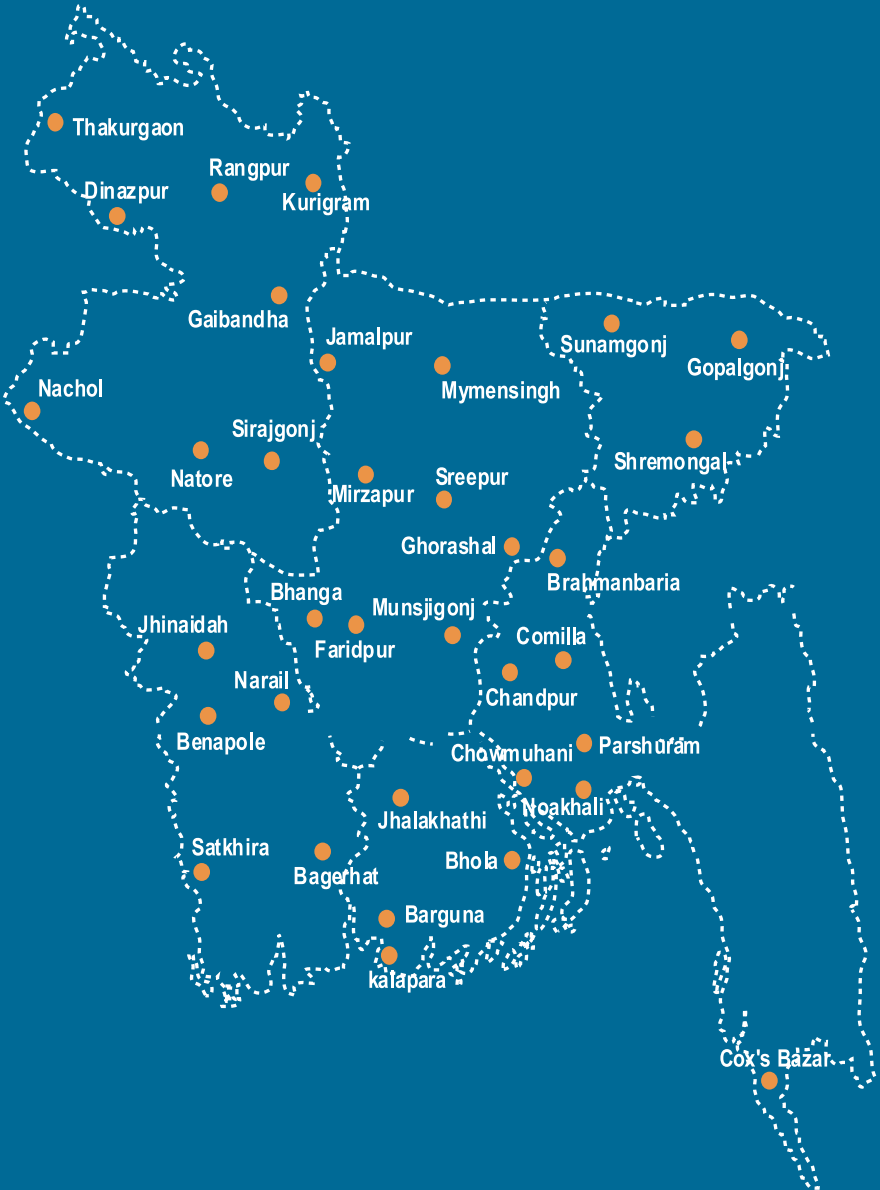 Thakurgaon
Rangpur
Dinazpur
Kurigram
Gaibandha
Jamalpur
Sunamgonj
Gopalgonj
Nachol
Mymensingh
Sirajgonj
Shremongal
Natore
Mirzapur
Sreepur
Ghorashal
Brahmanbaria
Bhanga
Munsjigonj
Jhinaidah
Comilla
Faridpur
Narail
Chandpur
Benapole
Parshuram
Chowmuhani
Noakhali
Jhalakhathi
Satkhira
Bhola
Bagerhat
Barguna
kalapara
Cox's Bazar